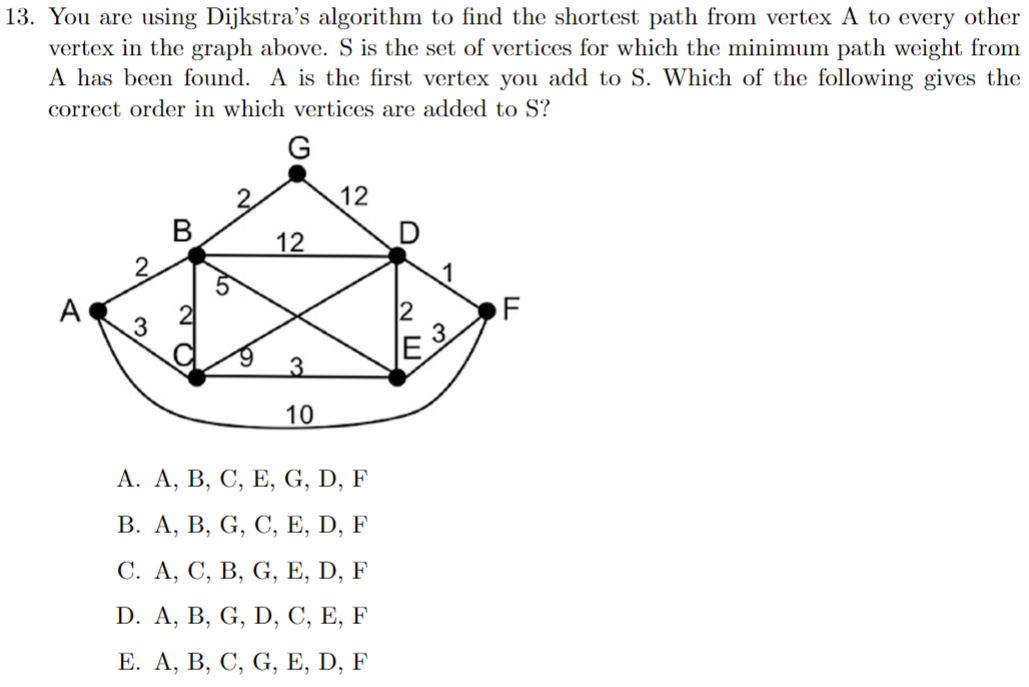 13. You are using Dijkstra's algorithm to find the shortest path from vertex A to every other
vertex in the graph above. S is the set of vertices for which the minimum path weight from
A has been found. A is the first vertex you add to S. Which of the following gives the
correct order in which vertices are added to S?
G
2
12
B
12
D
2
5
1
A
3
2
2
F
C
9
3
E
3
10
A. A, B, C, E, G, D, F
B. A, B, G, C, E, D, F
C. A, C, B, G, E, D, F
D. A, B, G, D, C, E, F
E. A, B, C, G, E, D, F